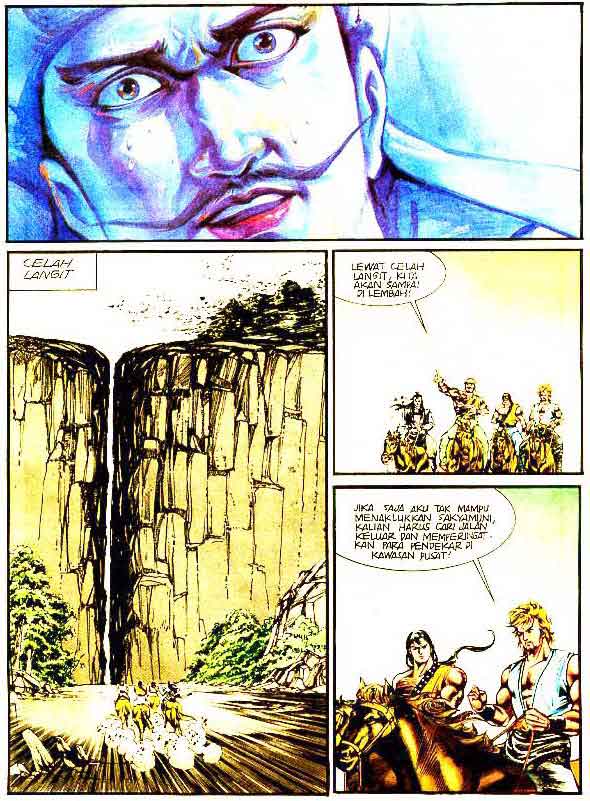 CELAH
LANGIT
LEWAT CELAH
LANGIT, KITA
AKAN SAMPAI
DI LEMBAH!
JIKA SAJA AKU TAK MAMPU
MENAKLUKKAN SAKYAMUNI,
KALIAN HARUS CARI JALAN
KELUAR DAN MEMPERINGAT-
KAN PARA PENDEKAR DI
KAWASAN PUSAT!